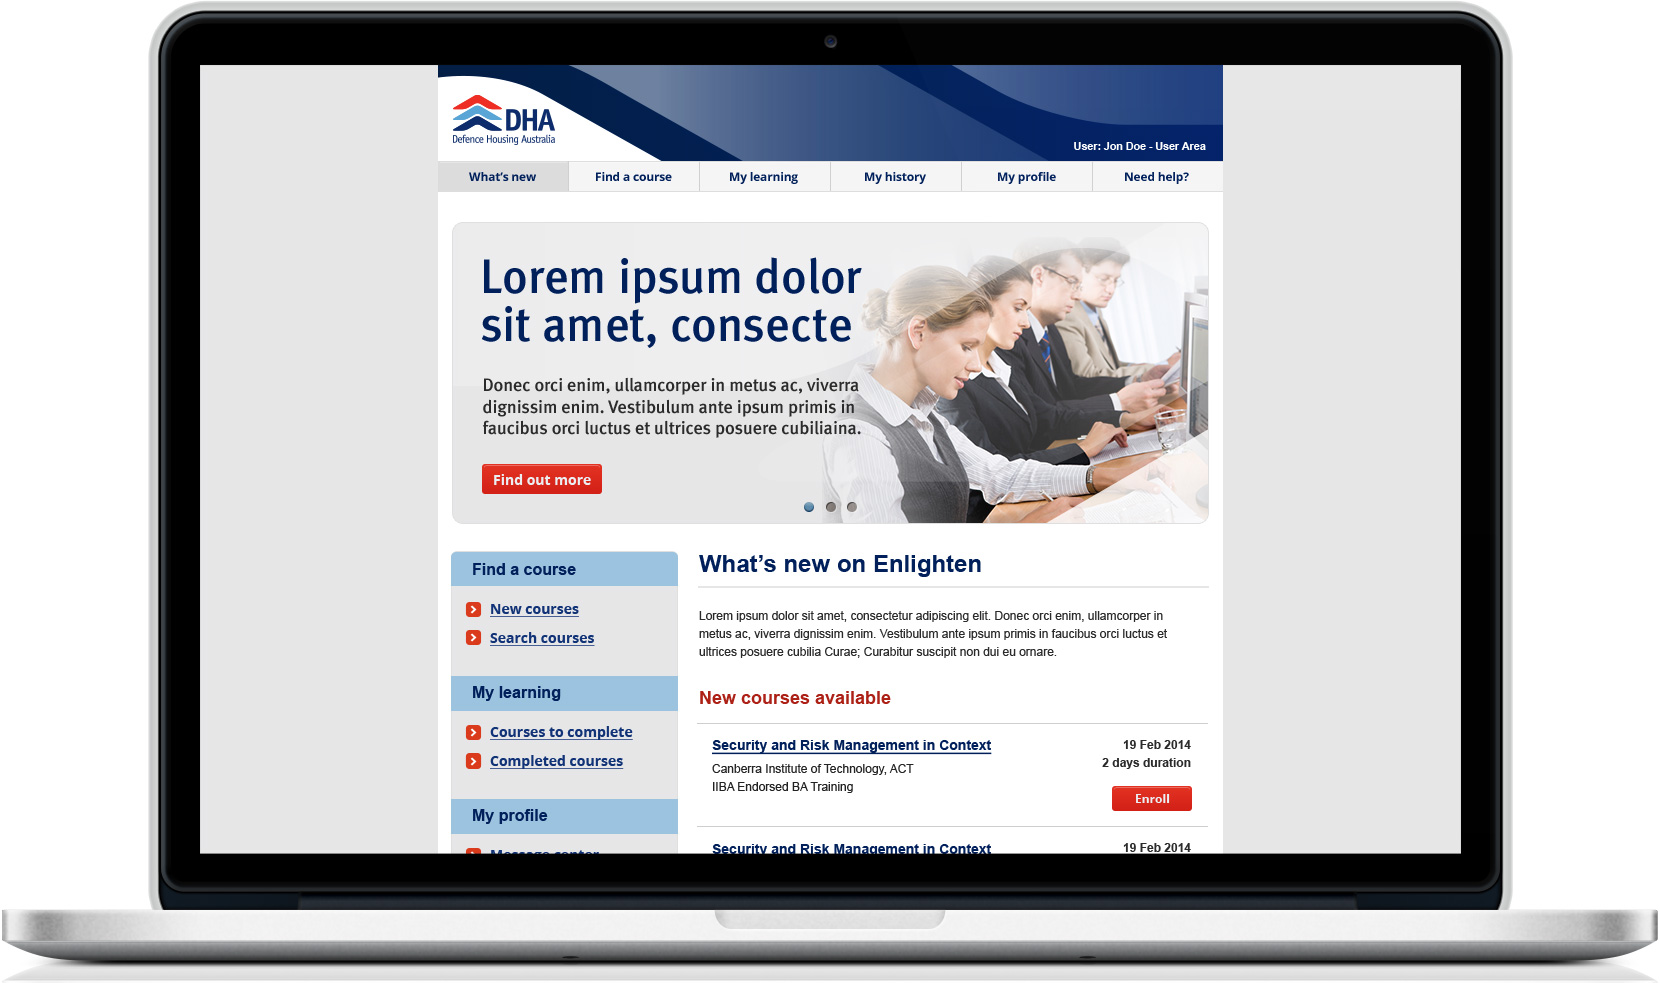 DHA
Defence Housing Australia
User: Jon Doe - User Area
What's new
Find a course
My learning
My history
My profile
Need help?
Lorem ipsum dolor
sit amet, consecte
Donec orci enim, ullamcorper in metus ac, viverra
dignissim enim. Vestibulum ante ipsum primis in
faucibus orci luctus et ultrices posuere cubiliaina.
Find out more
Find a course
New courses
Search courses
My learning
Courses to complete
Completed courses
My profile
Message center
What's new on Enlighten
Lorem ipsum dolor sit amet, consectetur adipiscing elit. Donec orci enim, ullamcorper in
metus ac, viverra dignissim enim. Vestibulum ante ipsum primis in faucibus orci luctus et
ultrices posuere cubilia Curae; Curabitur suscipit non dui eu ornare.
New courses available
Security and Risk Management in Context
19 Feb 2014
Canberra Institute of Technology, ACT
2 days duration
IIBA Endorsed BA Training
Enroll
Security and Risk Management in Context
19 Feb 2014